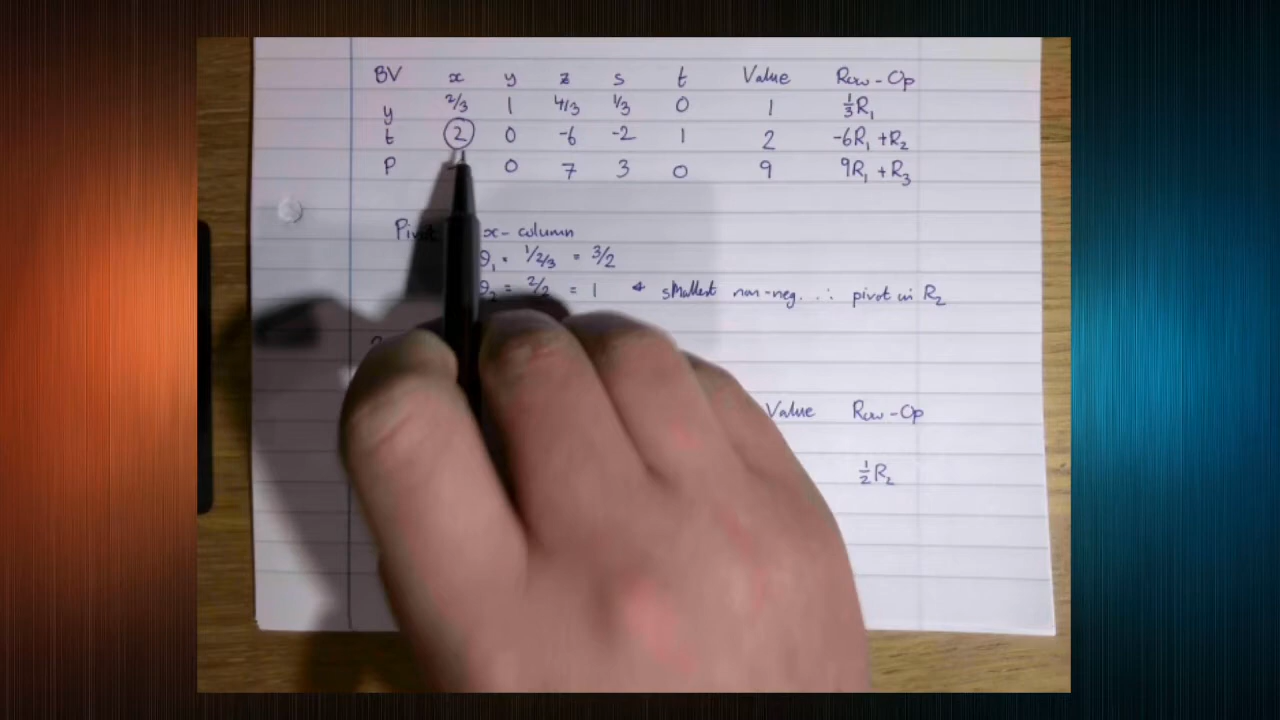 BV x y z s t Value Row-Op
y 2/3 1 4/3 1/3 0 1 1/3R₁
t 2 0 -6 -2 1 2 -6R₁ + R₂
P 0 7 3 0 9 9R₁ + R₃
x-column
θ₁ = 1/2/3 = 3/2
θ₂ = 2/2 = 1 ← smallest non-neg. ∴ pivot in R₂
Value Row-Op
1/2R₂